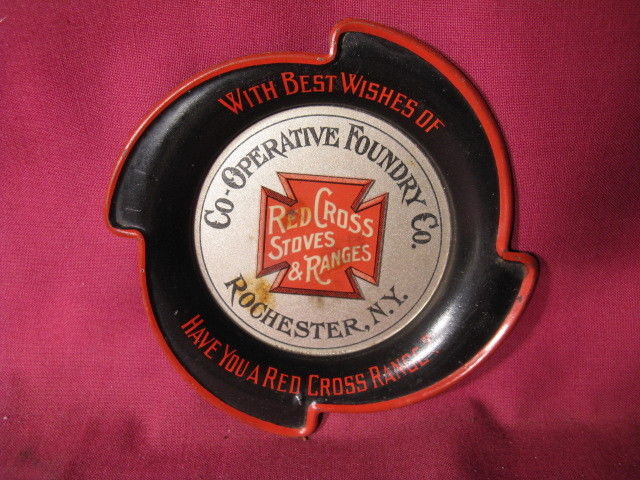 WITH BEST WISHES OF
CO-OPERATIVE FOUNDRY CO.
RED CROSS
STOVES
& RANGES
ROCHESTER, N.Y.
HAVE YOU A RED CROSS RANGE?